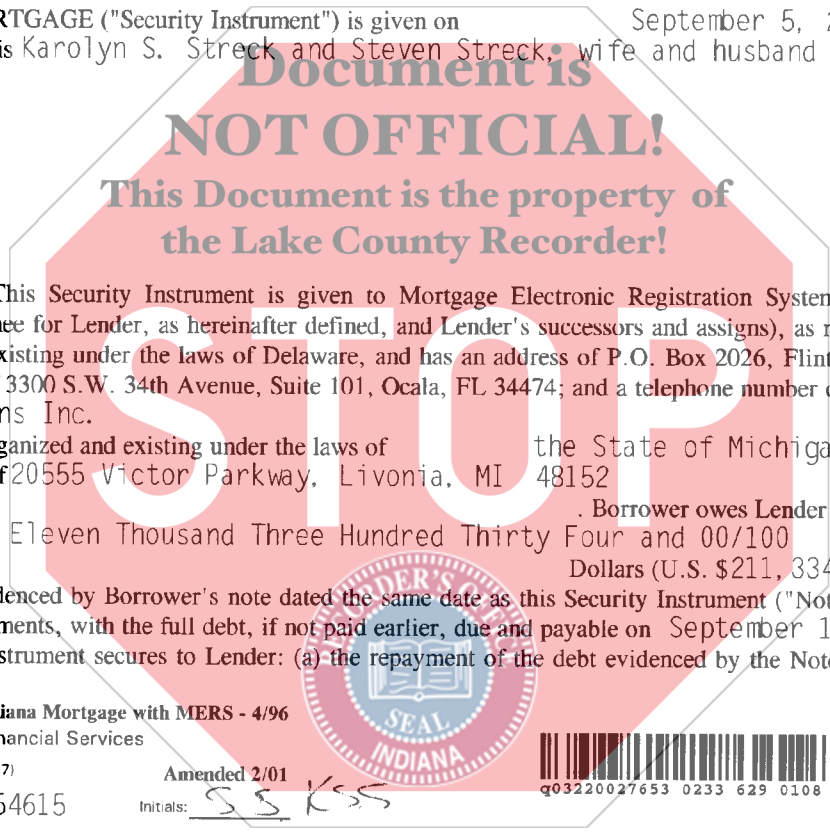 RTGAGE ("Security Instrument") is given on September 5, 2
is Karolyn S. Streck and Steven Streck, wife and husband
Document is
NOT OFFICIAL!
This Document is the property of
the Lake County Recorder!
This Security Instrument is given to Mortgage Electronic Registration System
ee for Lender, as hereinafter defined, and Lender's successors and assigns), as
xisting under the laws of Delaware, and has an address of P.O. Box 2026, Flint
3300 S.W. 34th Avenue, Suite 101, Ocala, FL 34474; and a telephone number
ns Inc.
ganized and existing under the laws of the State of Michiga
f 20555 Victor Parkway, Livonia, MI 48152
. Borrower owes Lender
Eleven Thousand Three Hundred Thirty Four and 00/100
Dollars (U.S. $211,334
denced by Borrower's note dated the same date as this Security Instrument ("Not
ments, with the full debt, if not paid earlier, due and payable on September 1
strument secures to Lender: (a) the repayment of the debt evidenced by the Note
STOP
RECORDER'S OFFICE
SEAL
INDIANA
iana Mortgage with MERS - 4/96
nancial Services
7)
Amended 2/01
54615
Initials: SS KSS
q03220027653 0233 629 0108